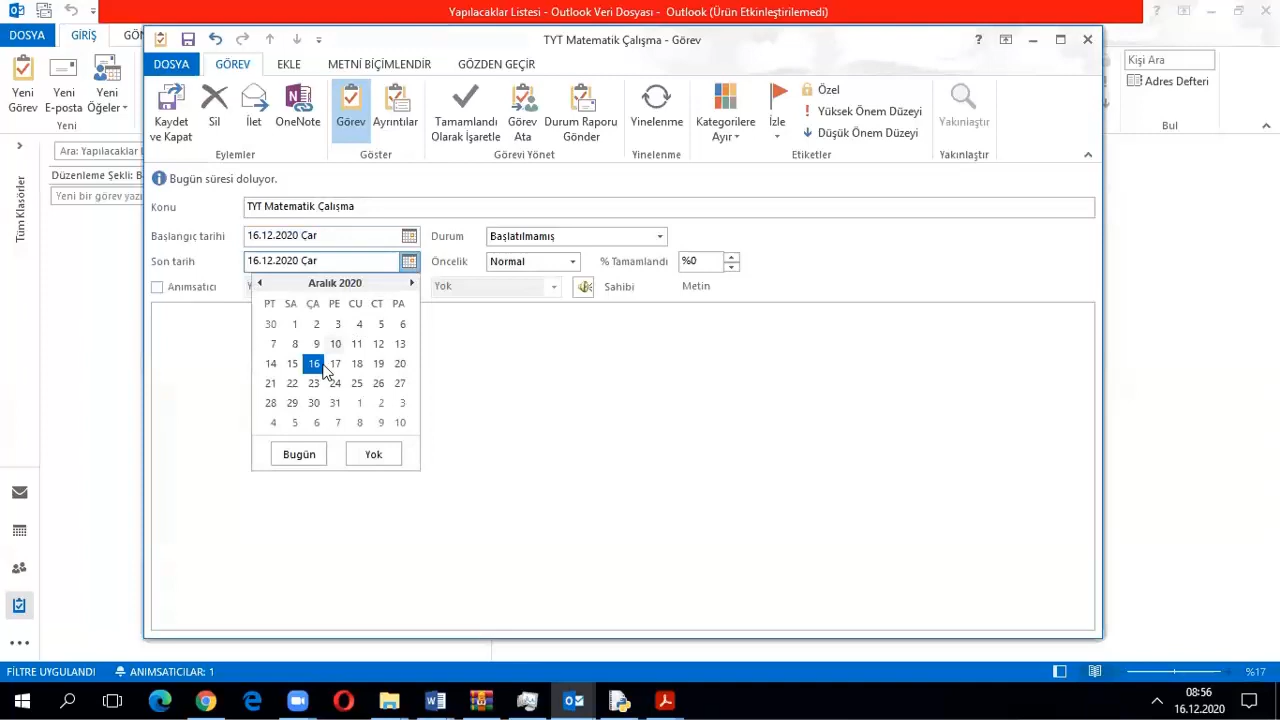 Yapılacaklar Listesi - Outlook Veri Dosyası - Outlook (Ürün Etkinleştirilemedi)
DOSYA GİRİŞ GÖN
Yeni Görev
Yeni E-posta
Yeni Öğeler
Yeni
TYT Matematik Çalışma - Görev
DOSYA GÖREV EKLE METNİ BİÇİMLENDİR GÖZDEN GEÇİR
Kaydet ve Kapat
Sil
İlet
OneNote
Eylemler
Görev
Ayrıntılar
Göster
Tamamlandı Olarak İşaretle
Görev Ata
Durum Raporu Gönder
Görevi Yönet
Yinelenme
Yinelenme
Kategorilere Ayır
İzle
Özel
Yüksek Önem Düzeyi
Düşük Önem Düzeyi
Etiketler
Yakınlaştır
Yakınlaştır
Kişi Ara
Adres Defteri
Bul
Tüm Klasörler
Ara: Yapılacaklar L
Düzenleme Şekli: B
Yeni bir görev yazı
Bugün süresi doluyor.
Konu TYT Matematik Çalışma
Başlangıç tarihi 16.12.2020 Çar Durum Başlatılmamış
Son tarih 16.12.2020 Çar Öncelik Normal % Tamamlandı %0
Anımsatıcı Y Yok Sahibi Metin
Aralık 2020
PT SA ÇA PE CU CT PA
30 1 2 3 4 5 6
7 8 9 10 11 12 13
14 15 16 17 18 19 20
21 22 23 24 25 26 27
28 29 30 31 1 2 3
4 5 6 7 8 9 10
Bugün Yok
FİLTRE UYGULANDI ANIMSATICILAR: 1 %17
08:56
16.12.2020